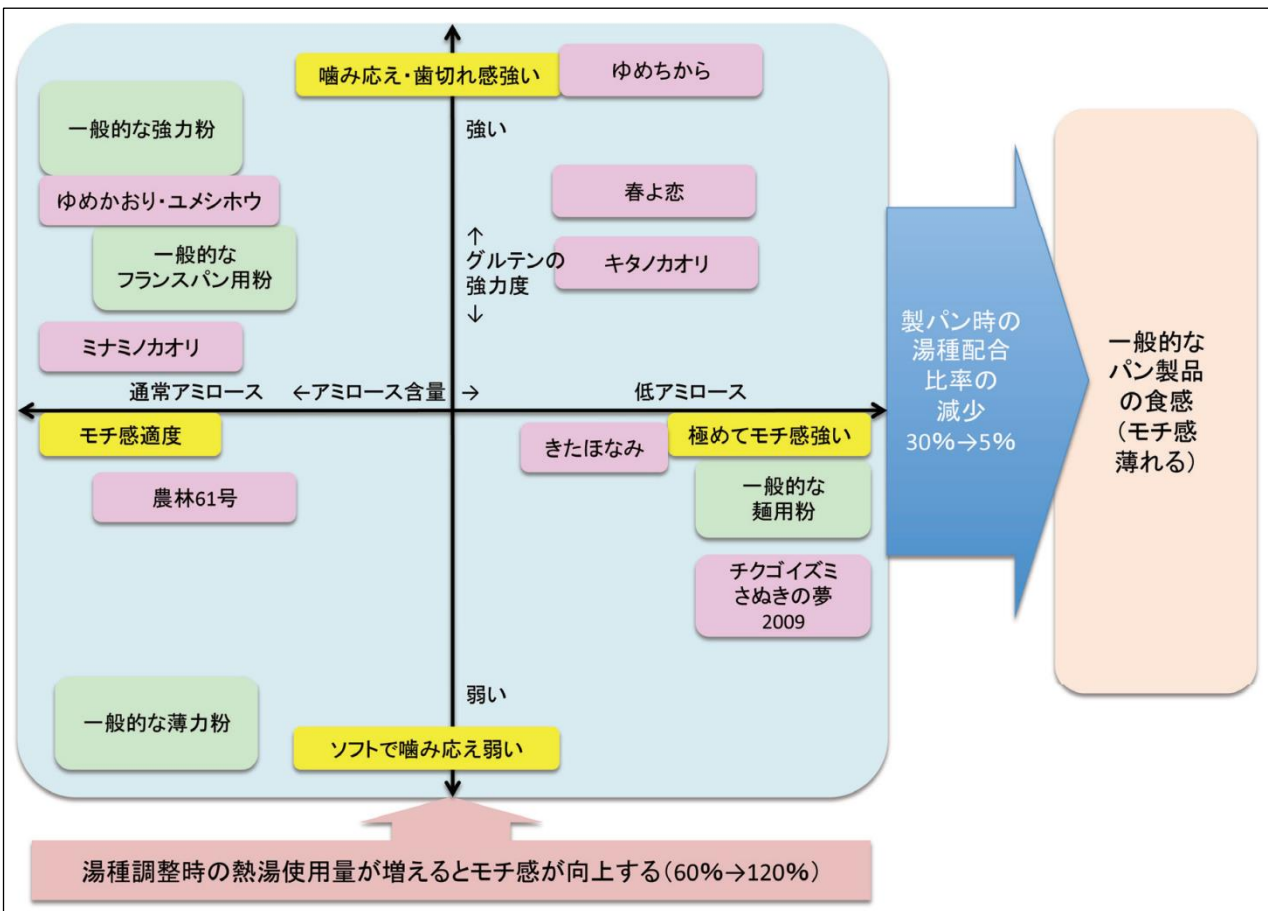 噛み応え・歯切れ感強い
ゆめちから
一般的な強力粉
強い
ゆめかおり・ユメシホウ
春よ恋
一般的な
フランスパン用粉
↑
グルテンの
強力度
↓
キタノカオリ
ミナミノカオリ
通常アミロース
←アミロース含量→
低アミロース
モチ感適度
きたほなみ
極めてモチ感強い
農林61号
一般的な
麺用粉
チクゴイズミ
さぬきの夢
2009
弱い
一般的な薄力粉
ソフトで噛み応え弱い
製パン時の
湯種配合
比率の
減少
30%→5%
一般的な
パン製品
の食感
(モチ感
薄れる)
湯種調整時の熱湯使用量が増えるとモチ感が向上する(60%→120%)